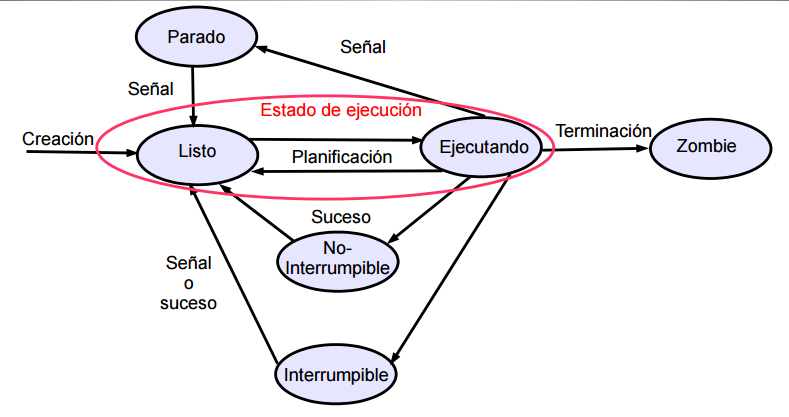 Parado
Señal
Señal
Estado de ejecución
Creación
Listo
Planificación
Ejecutando
Terminación
Zombie
Suceso
No-
Interrumpible
Señal
o
suceso
Interrumpible